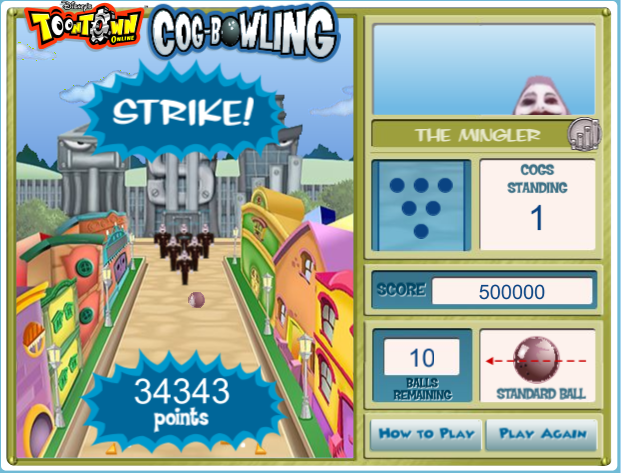 Disney's
TOONTOWN
ONLINE
COG-BOWLING
STRIKE!
THE MINGLER
COGS
STANDING
1
SCORE 500000
10
BALLS
REMAINING
STANDARD BALL
34343
points
HOW TO PLAY
PLAY AGAIN